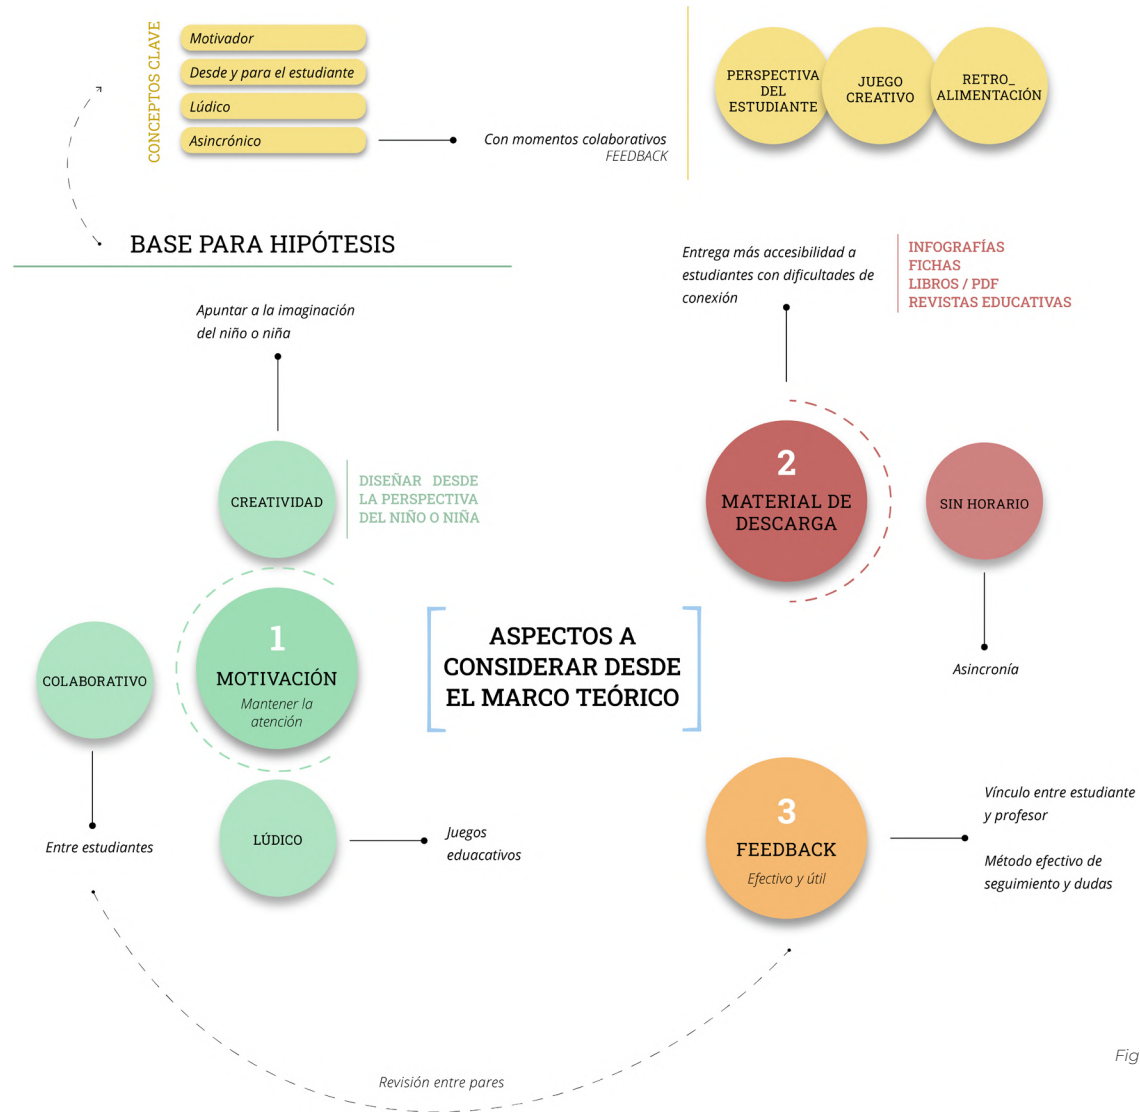 CONCEPTOS CLAVE
Motivador
Desde y para el estudiante
Lúdico
Asincrónico
Con momentos colaborativos
FEEDBACK
PERSPECTIVA
DEL
ESTUDIANTE
JUEGO
CREATIVO
RETRO_
ALIMENTACIÓN
BASE PARA HIPÓTESIS
Apuntar a la imaginación
del niño o niña
CREATIVIDAD
DISEÑAR DESDE
LA PERSPECTIVA
DEL NIÑO O NIÑA
1
MOTIVACIÓN
Mantener la
atención
COLABORATIVO
Entre estudiantes
LÚDICO
Juegos
eduacativos
ASPECTOS A
CONSIDERAR DESDE
EL MARCO TEÓRICO
Entrega más accesibilidad a
estudiantes con dificultades de
conexión
INFOGRAFÍAS
FICHAS
LIBROS / PDF
REVISTAS EDUCATIVAS
2
MATERIAL DE
DESCARGA
SIN HORARIO
Asincronía
3
FEEDBACK
Efectivo y útil
Vínculo entre estudiante
y profesor
Método efectivo de
seguimiento y dudas
Revisión entre pares
Fig